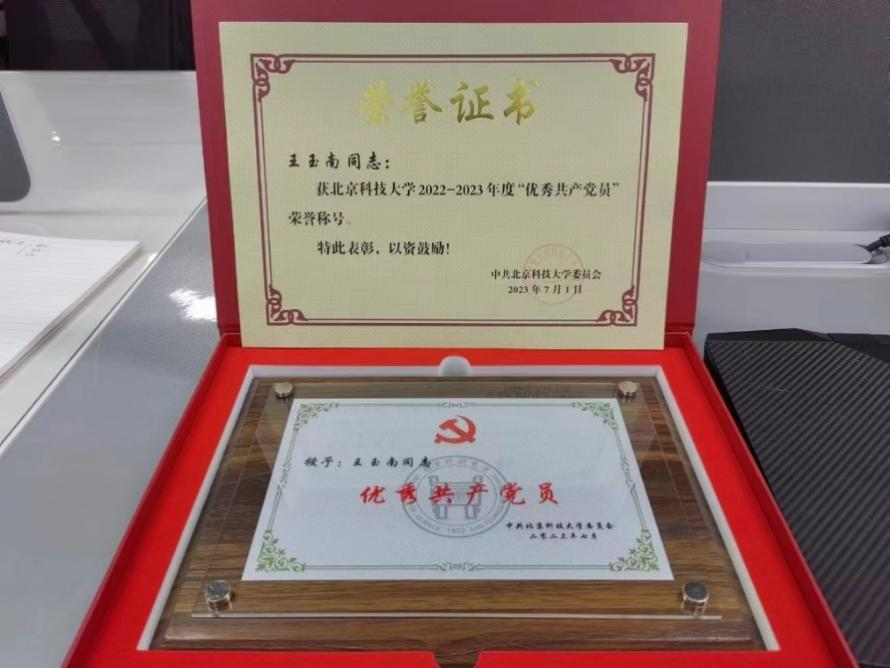 荣誉证书
王玉南同志：
获北京科技大学2022-2023年度“优秀共产党员”
荣誉称号。
特此表彰，以资鼓励！
中共北京科技大学委员会
2023年7月1日
授予：王玉南同志
优秀共产党员
中共北京科技大学委员会
二零二三年七月